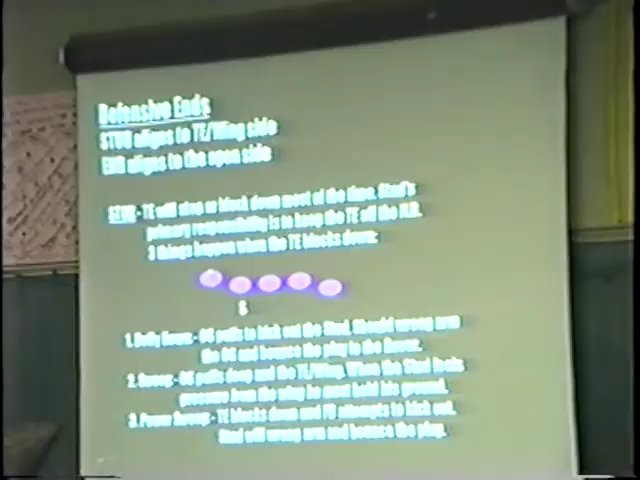 Defensive Ends
STUD aligns to TE/Wing side
END aligns to the open side
TE will step or block down most of the time. Stud's
primary responsibility is to keep the TE off the
3 things happen when the TE blocks down:
S
1. Buck Sweep - OG pulls to kick out the Stud. Should wrong arm
the OG and bounce the play to the
2. Sweep - OG pulls deep and the TE/Wing. When the Stud feels
pressure from the wing he must hold his ground.
3. Power Sweep - TE blocks down and FB attempts to kick out.
Stud will wrong arm and bounce the play.